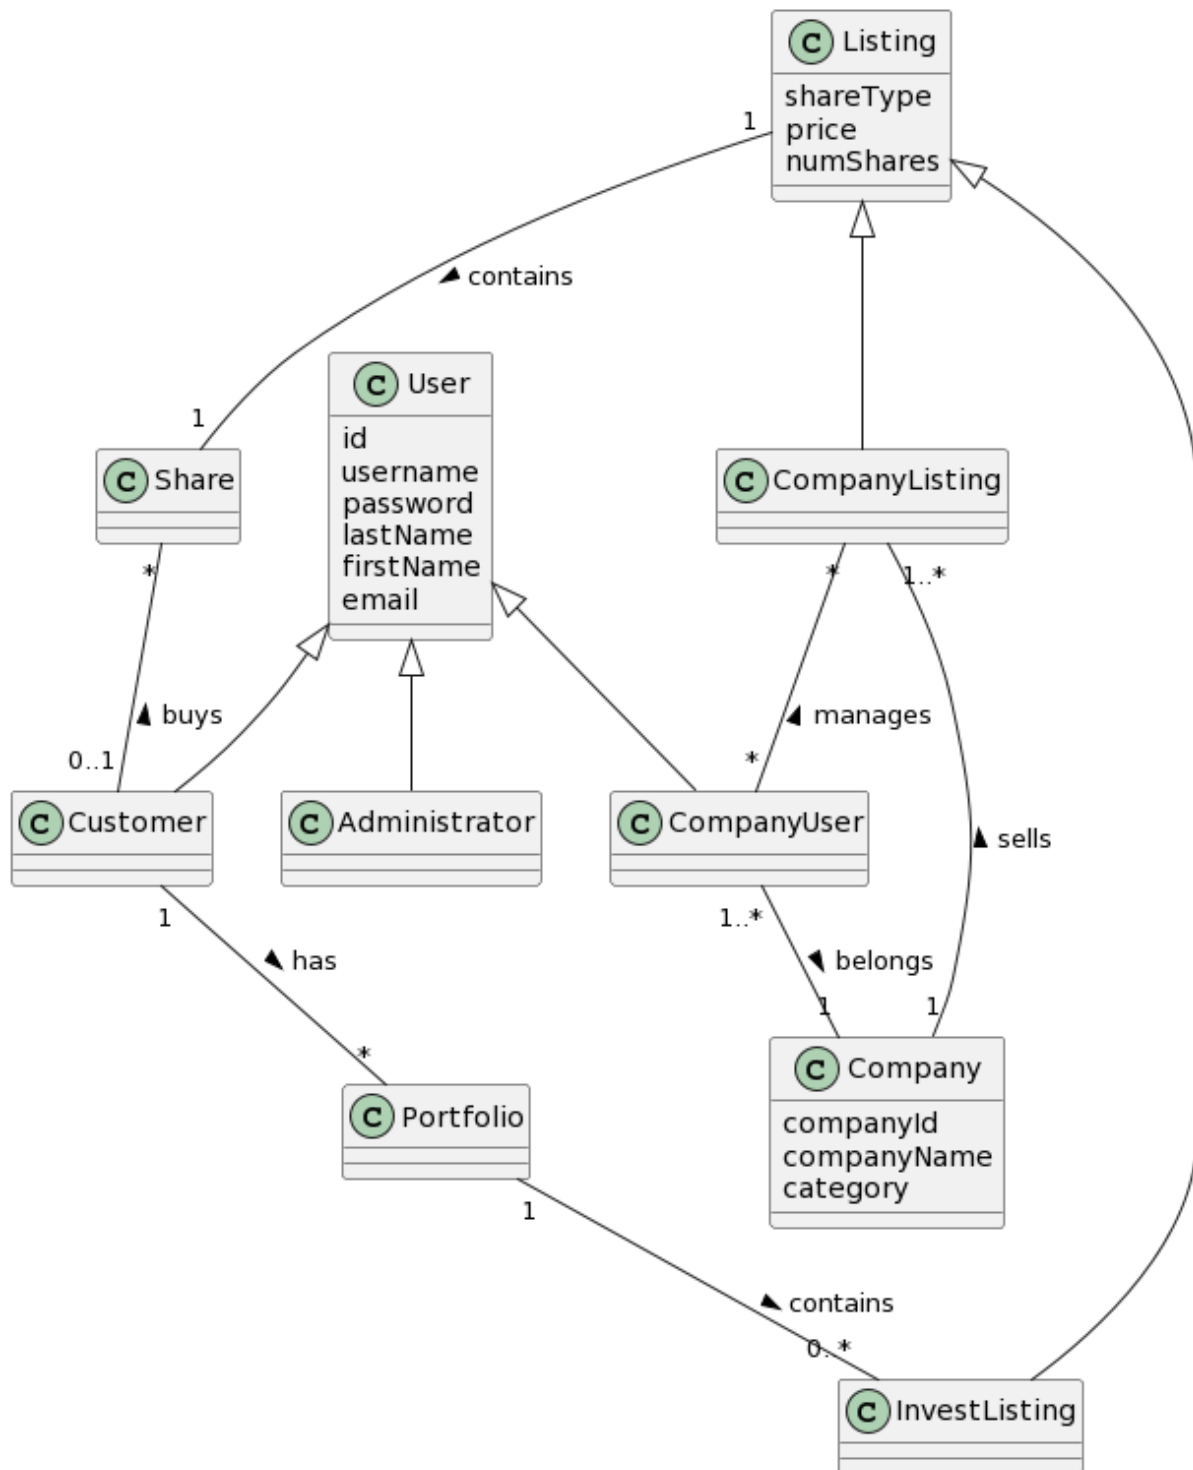 C Listing
shareType
price
numShares
1
contains
1
C User
id
username
password
lastName
firstName
email
C Share
C CompanyListing
*
*
1..*
buys
manages
0..1
*
sells
C Customer
C Administrator
C CompanyUser
1
1..*
has
belongs
1
1
*
C Company
companyId
companyName
category
C Portfolio
1
contains
0..*
C InvestListing